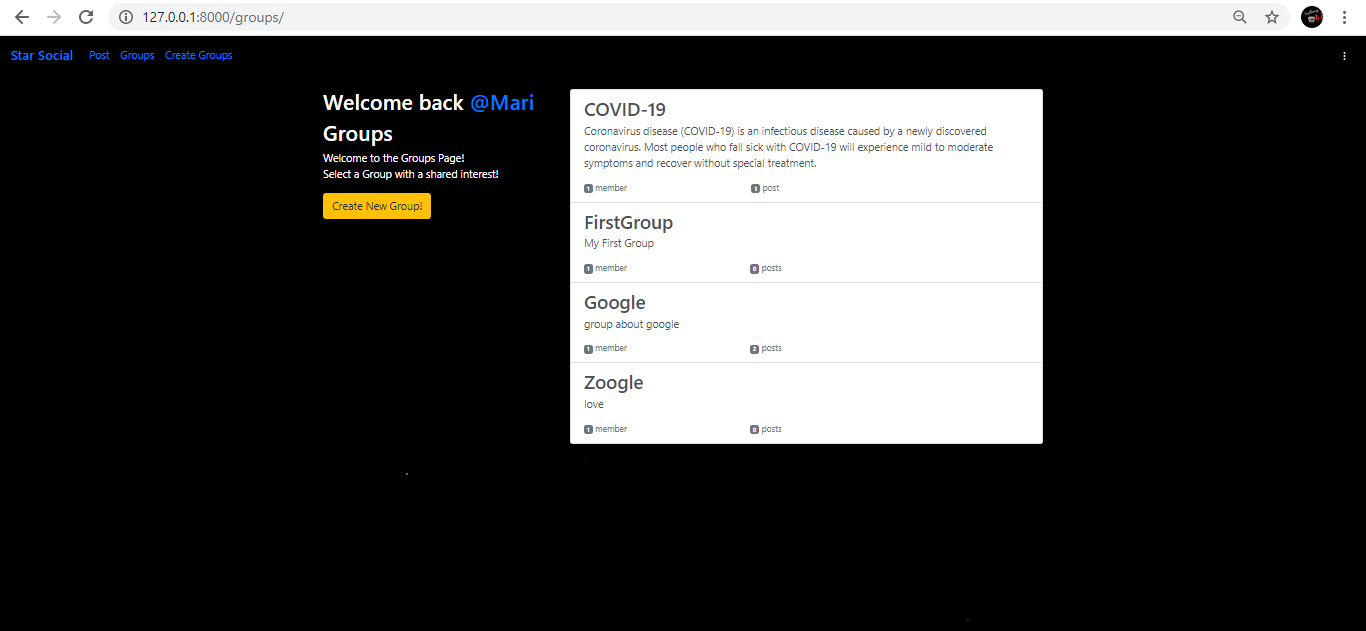 127.0.0.1:8000/groups/
Star Social Post Groups Create Groups
Welcome back @Mari
Groups
Welcome to the Groups Page!
Select a Group with a shared interest!
Create New Group!
COVID-19
Coronavirus disease (COVID-19) is an infectious disease caused by a newly discovered
coronavirus. Most people who fall sick with COVID-19 will experience mild to moderate
symptoms and recover without special treatment.
1 member 1 post
FirstGroup
My First Group
1 member 0 posts
Google
group about google
1 member 2 posts
Zoogle
love
1 member 0 posts